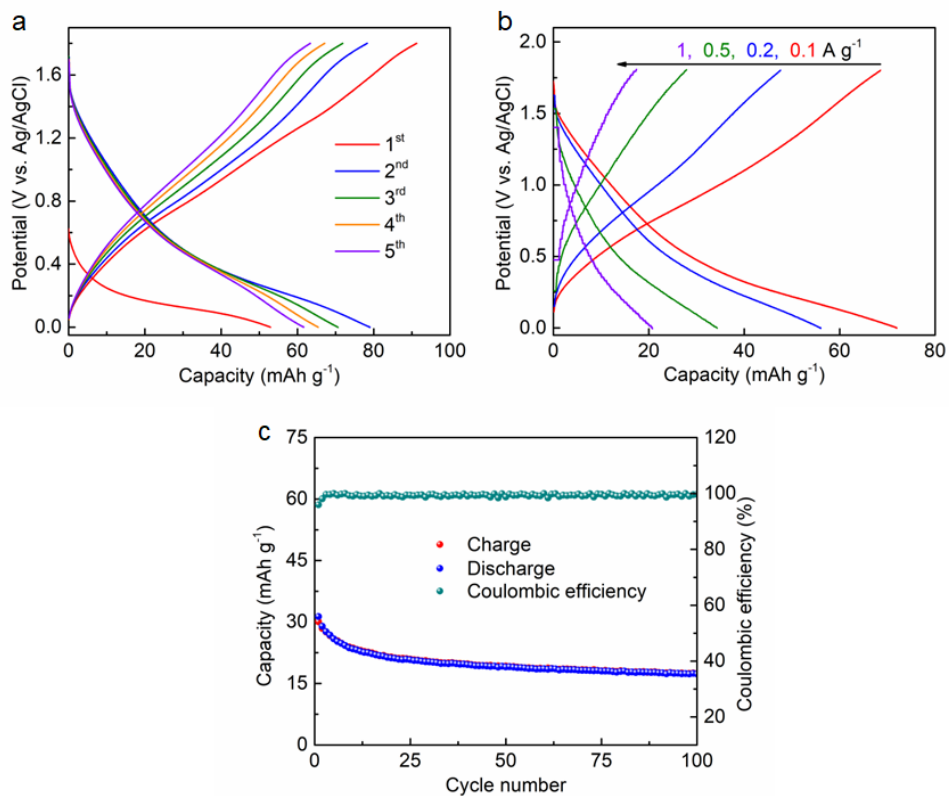 a
Potential (V vs. Ag/AgCl)
1.6
1.2
0.8
0.4
0.0
1st
2nd
3rd
4th
5th
0 20 40 60 80 100
Capacity (mAh g-1)
b
Potential (V vs. Ag/AgCl)
2.0
1.5
1.0
0.5
0.0
1, 0.5, 0.2, 0.1 A g-1
0 20 40 60 80
Capacity (mAh g-1)
c
Capacity (mAh g-1)
75
60
45
30
15
0
Charge
Discharge
Coulombic efficiency
120
100
80
60
40
20
Coulombic efficiency (%)
0 25 50 75 100
Cycle number